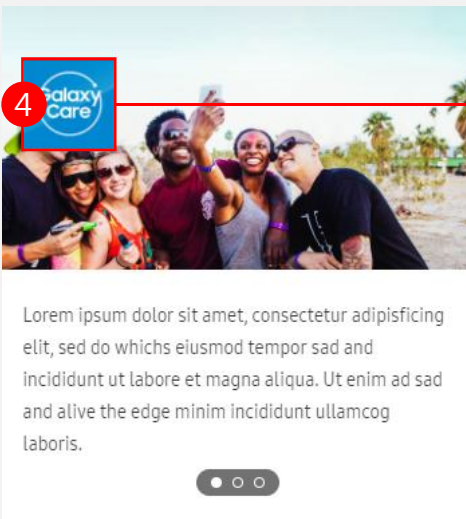 4
Galaxy
Care
Lorem ipsum dolor sit amet, consectetur adipisficing
elit, sed do whichs eiusmod tempor sad and
incididunt ut labore et magna aliqua. Ut enim ad sad
and alive the edge minim incididunt ullamcog
laboris.